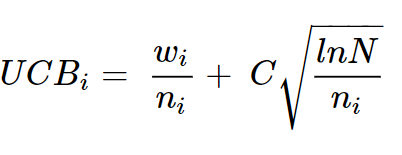 UCB_i = w_i/n_i + C√(lnN/n_i)